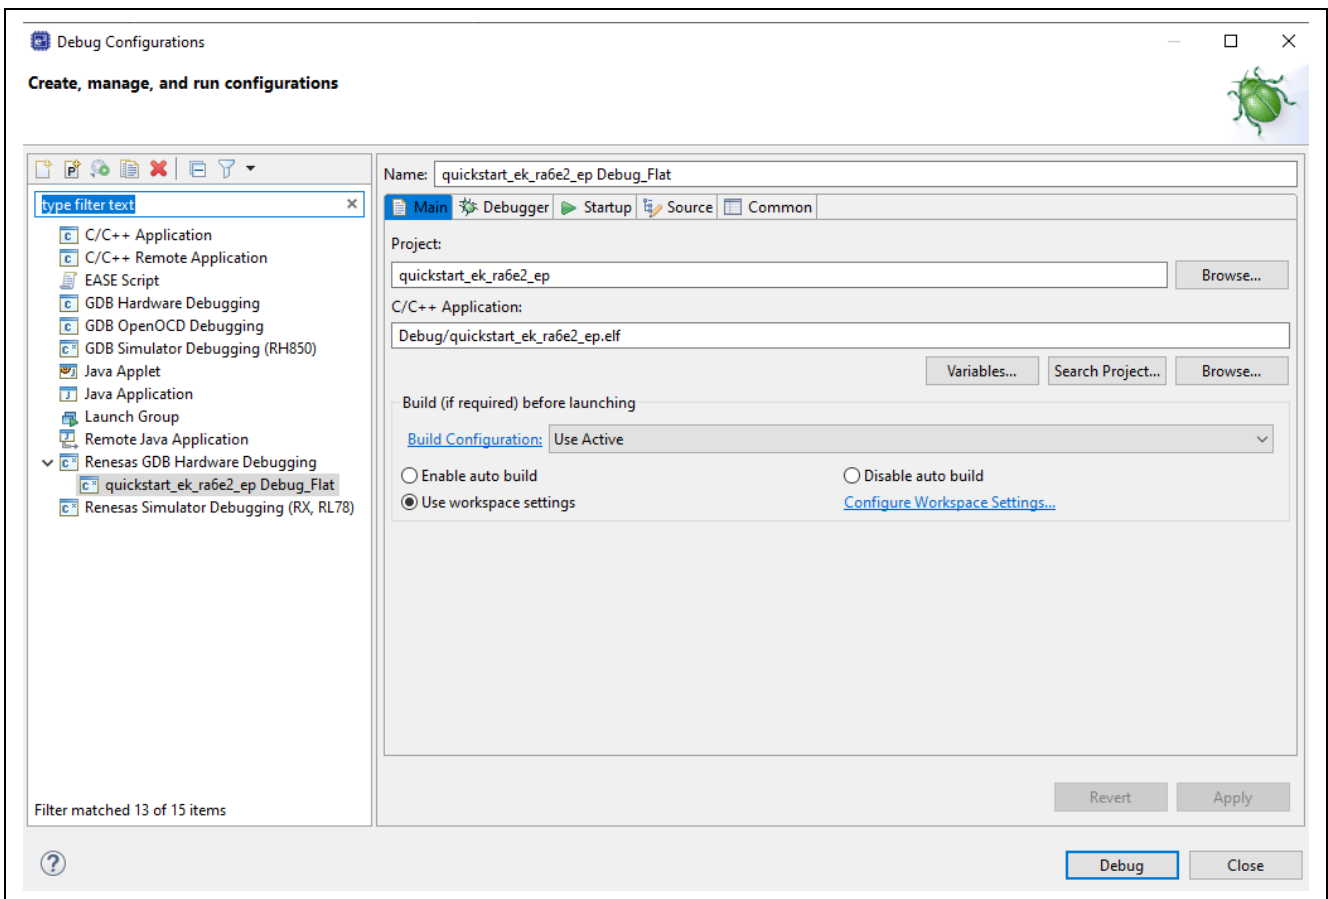 Debug Configurations
Create, manage, and run configurations
type filter text
C/C++ Application
C/C++ Remote Application
EASE Script
GDB Hardware Debugging
GDB OpenOCD Debugging
GDB Simulator Debugging (RH850)
Java Applet
Java Application
Launch Group
Remote Java Application
Renesas GDB Hardware Debugging
quickstart_ek_ra6e2_ep Debug_Flat
Renesas Simulator Debugging (RX, RL78)
Filter matched 13 of 15 items
Name: quickstart_ek_ra6e2_ep Debug_Flat
Main Debugger Startup Source Common
Project:
quickstart_ek_ra6e2_ep Browse...
C/C++ Application:
Debug/quickstart_ek_ra6e2_ep.elf
Variables... Search Project... Browse...
Build (if required) before launching
Build Configuration: Use Active
Enable auto build Disable auto build
Use workspace settings Configure Workspace Settings...
Revert Apply
Debug Close